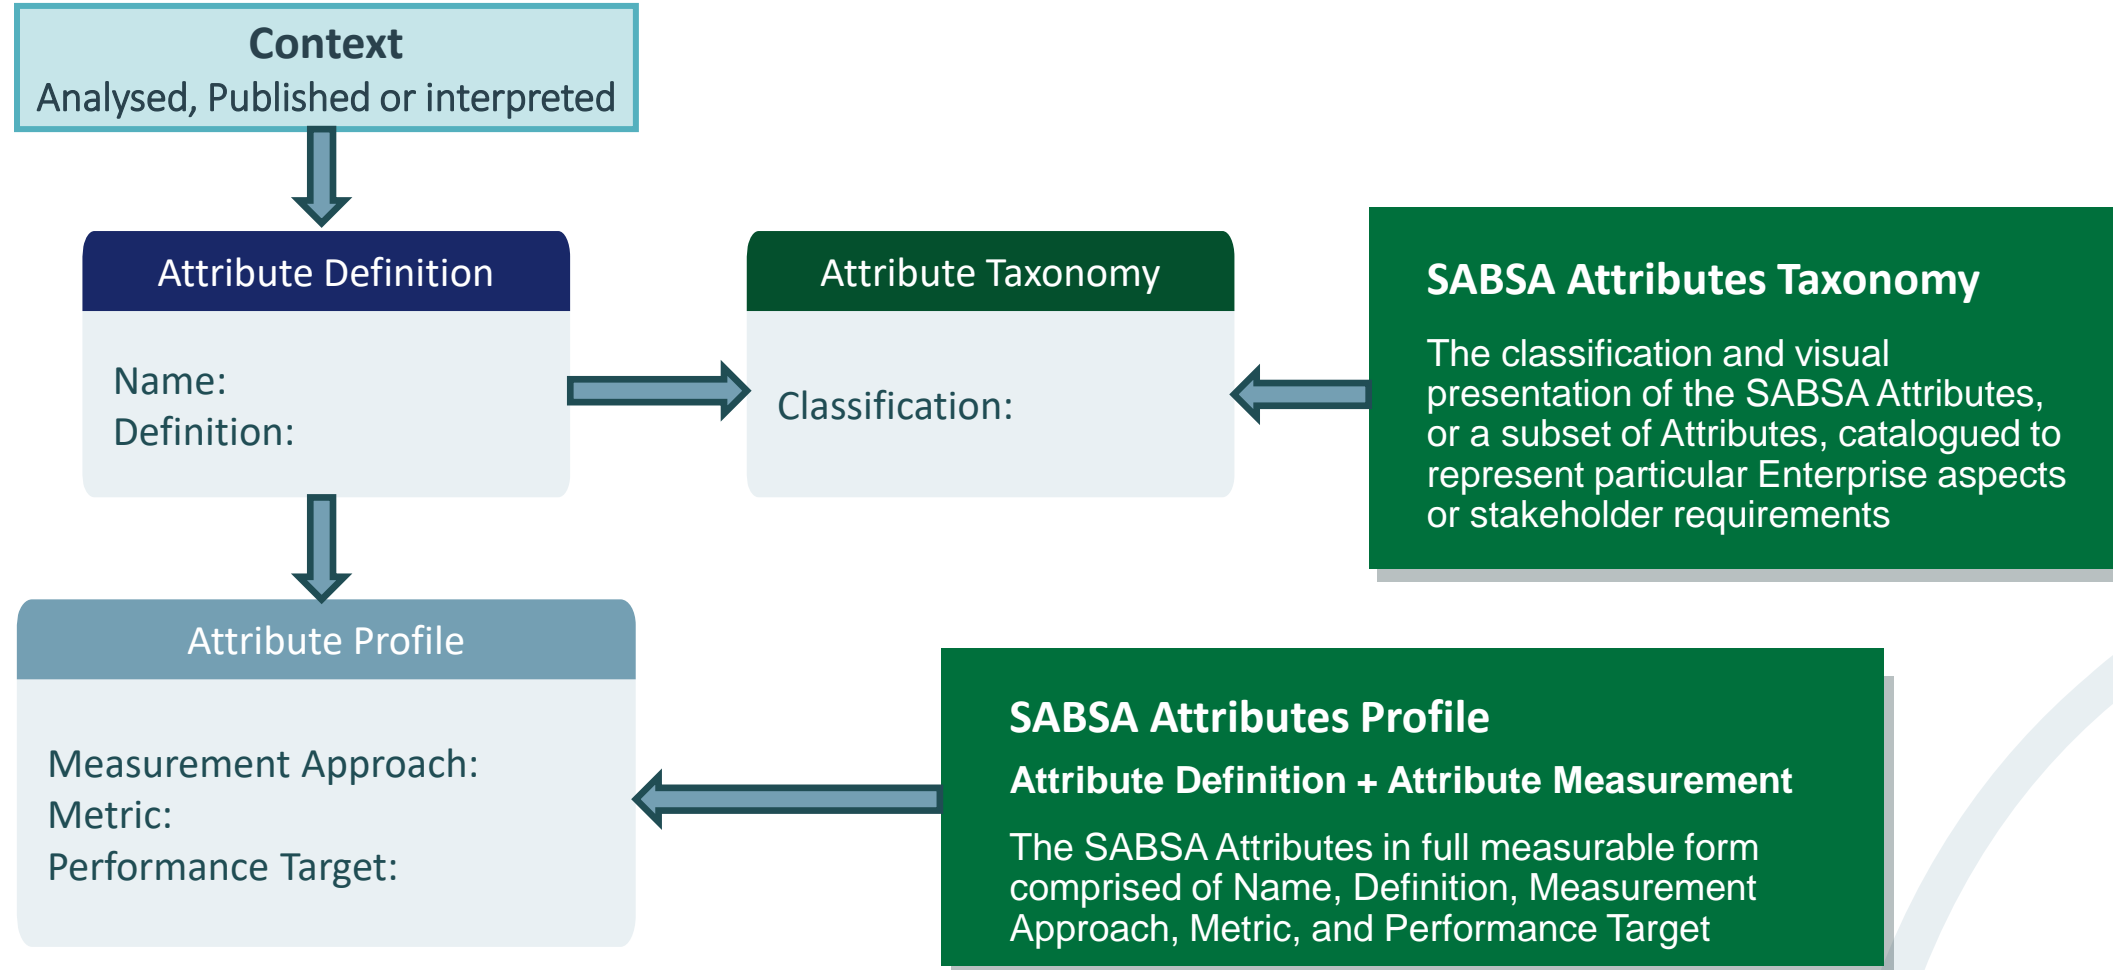 Context
Analysed, Published or interpreted
Attribute Definition
Name:
Definition:
Attribute Taxonomy
Classification:
SABSA Attributes Taxonomy
The classification and visual
presentation of the SABSA Attributes,
or a subset of Attributes, catalogued to
represent particular Enterprise aspects
or stakeholder requirements
Attribute Profile
Measurement Approach:
Metric:
Performance Target:
SABSA Attributes Profile
Attribute Definition + Attribute Measurement
The SABSA Attributes in full measurable form
comprised of Name, Definition, Measurement
Approach, Metric, and Performance Target